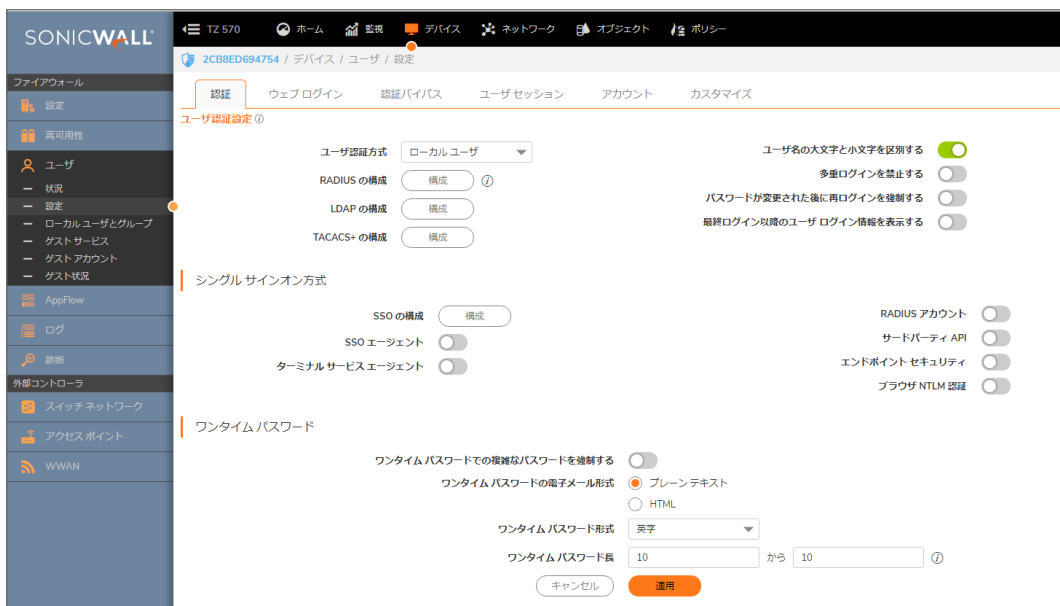 SONICWALL
TZ 570 ホーム 監視 デバイス ネットワーク オブジェクト ポリシー
2CB8ED694754 / デバイス / ユーザ / 設定
ファイアウォール
設定
高可用性
ユーザ
状況
設定
ローカル ユーザとグループ
ゲスト サービス
ゲスト アカウント
ゲスト状況
AppFlow
ログ
診断
外部コントローラ
スイッチ ネットワーク
アクセス ポイント
WWAN
認証 ウェブ ログイン 認証バイパス ユーザ セッション アカウント カスタマイズ
ユーザ認証設定
ユーザ認証方式 ローカル ユーザ
RADIUS の構成 構成
LDAP の構成 構成
TACACS+ の構成 構成
ユーザ名の大文字と小文字を区別する
多重ログインを禁止する
パスワードが変更された後に再ログインを強制する
最終ログイン以降のユーザ ログイン情報を表示する
シングル サインオン方式
SSO の構成 構成
SSO エージェント
ターミナル サービス エージェント
RADIUS アカウント
サードパーティ API
エンドポイント セキュリティ
ブラウザ NTLM 認証
ワンタイム パスワード
ワンタイム パスワードでの複雑なパスワードを強制する
ワンタイム パスワードの電子メール形式 プレーン テキスト
HTML
ワンタイム パスワード形式 英字
ワンタイム パスワード長 10 から 10
キャンセル 適用